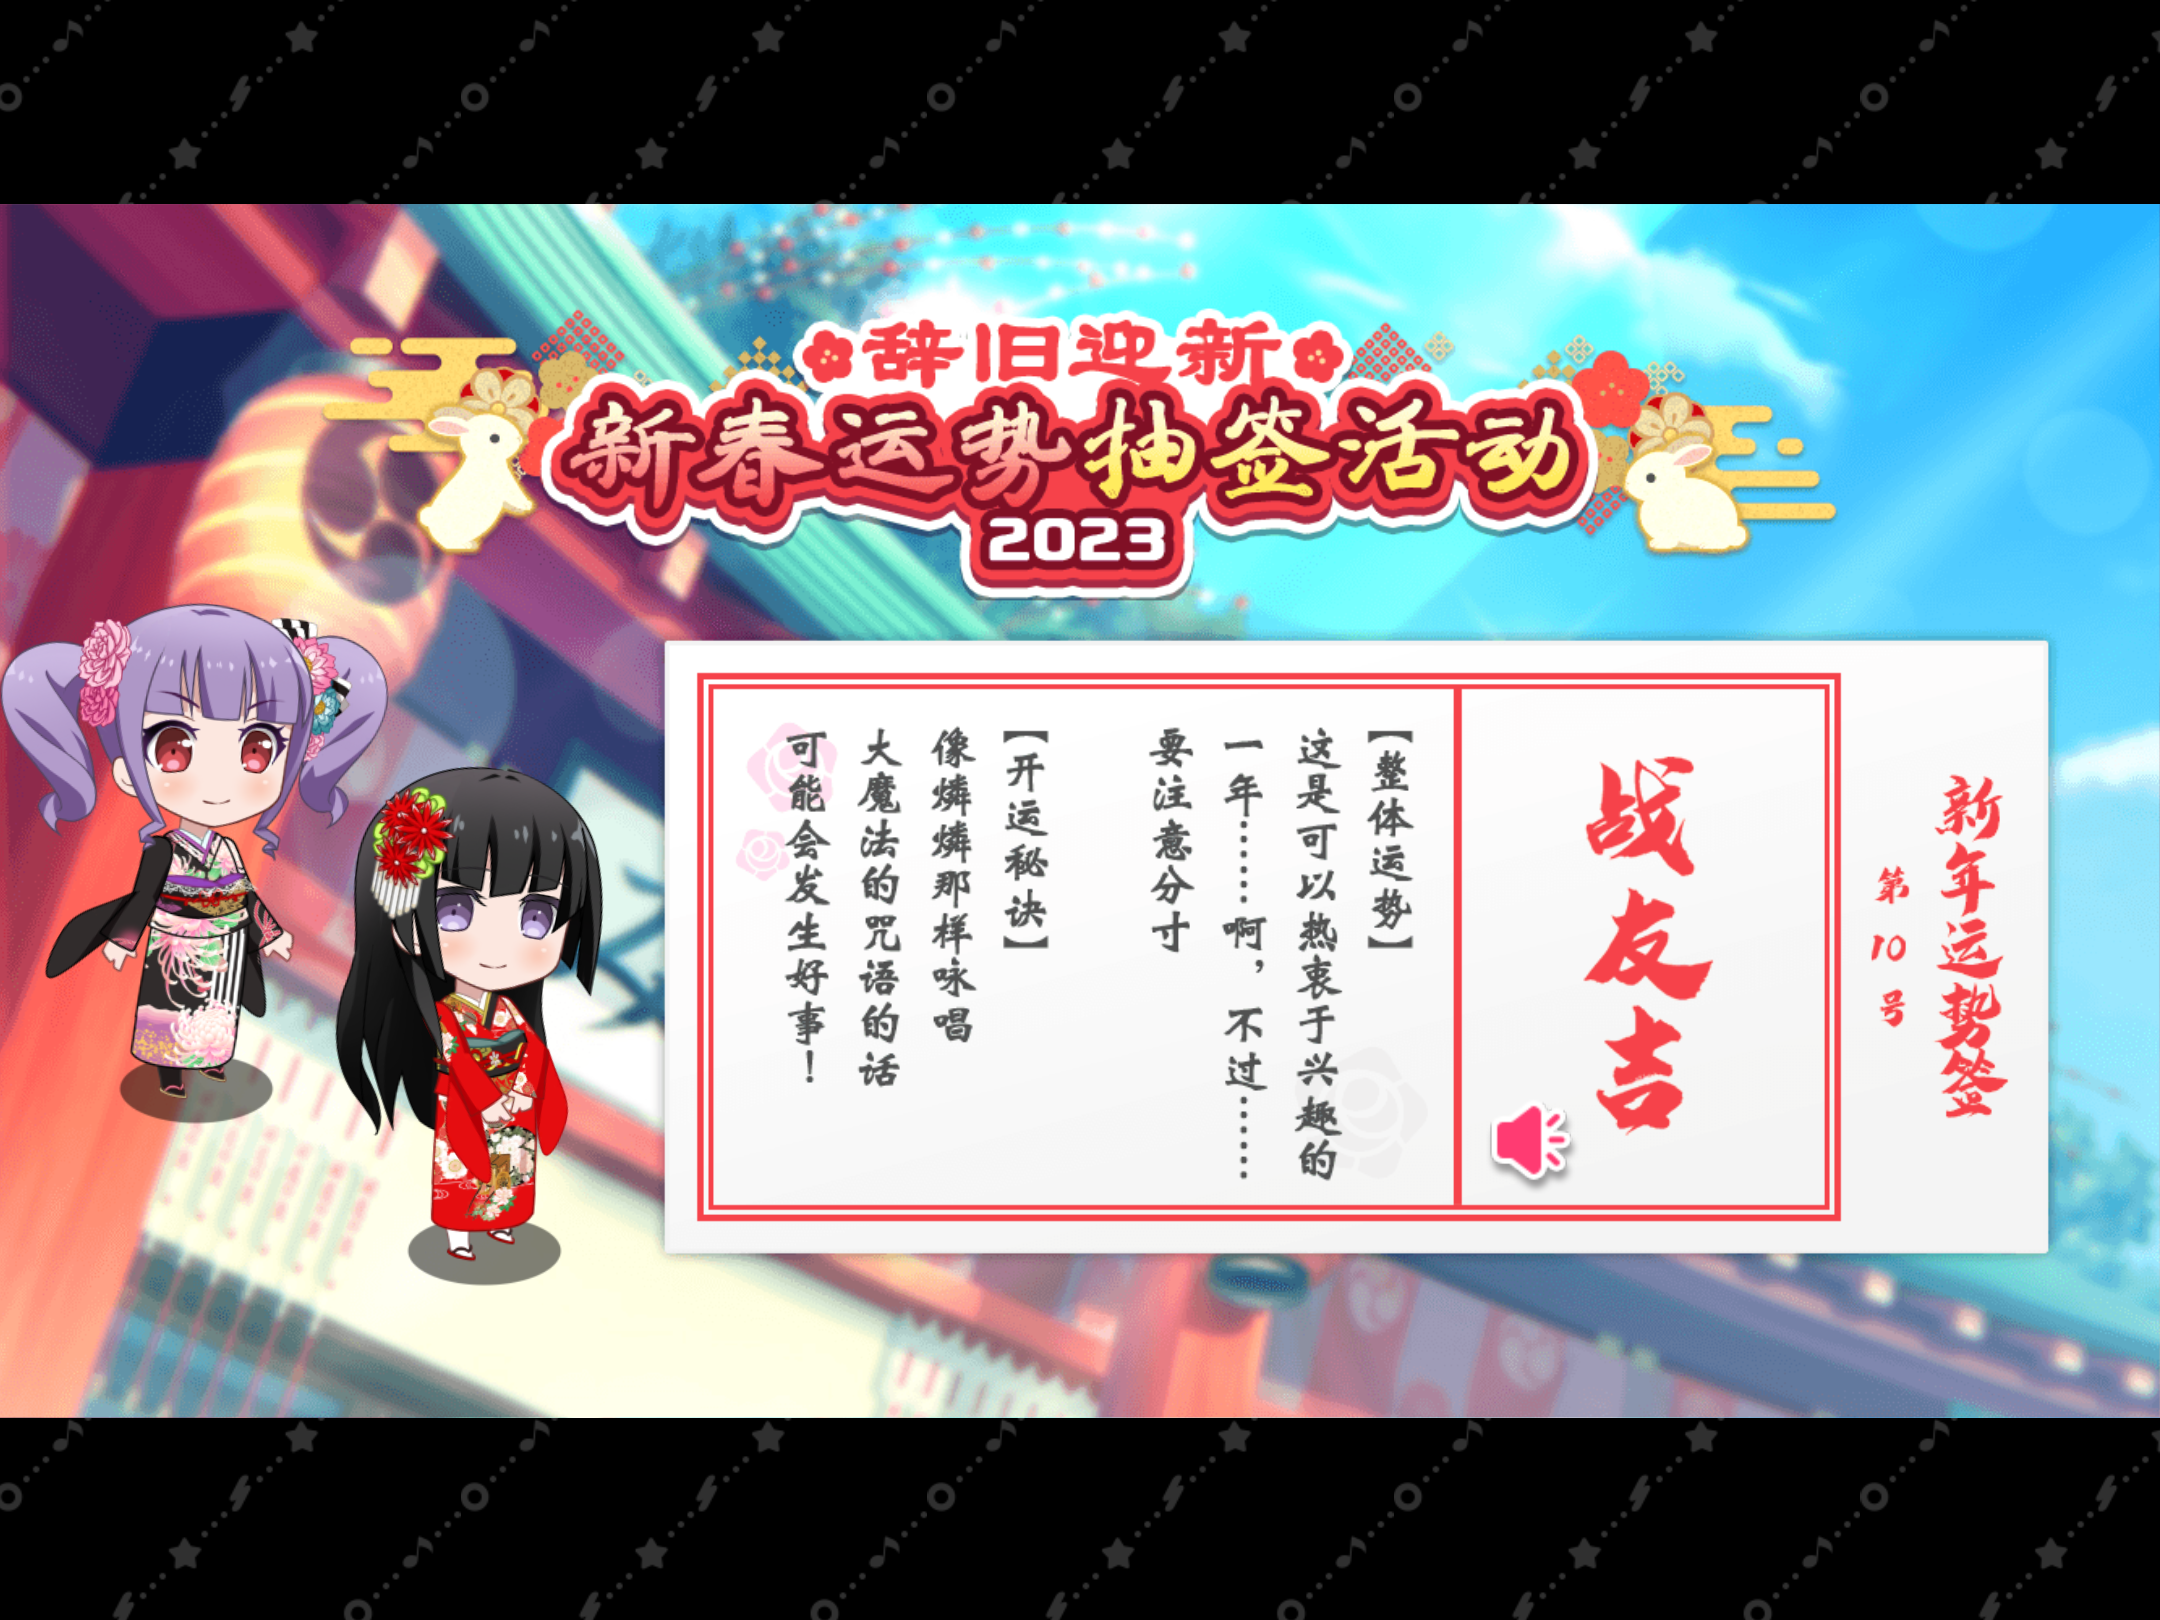 辞旧迎新
新春运势抽签活动
2023
新年运势签
第10号
战友吉
【整体运势】
这是可以热衷于兴趣的
一年……啊，不过……
要注意分寸
【开运秘诀】
像燐燐那样咏唱
大魔法的咒语的话
可能会发生好事！